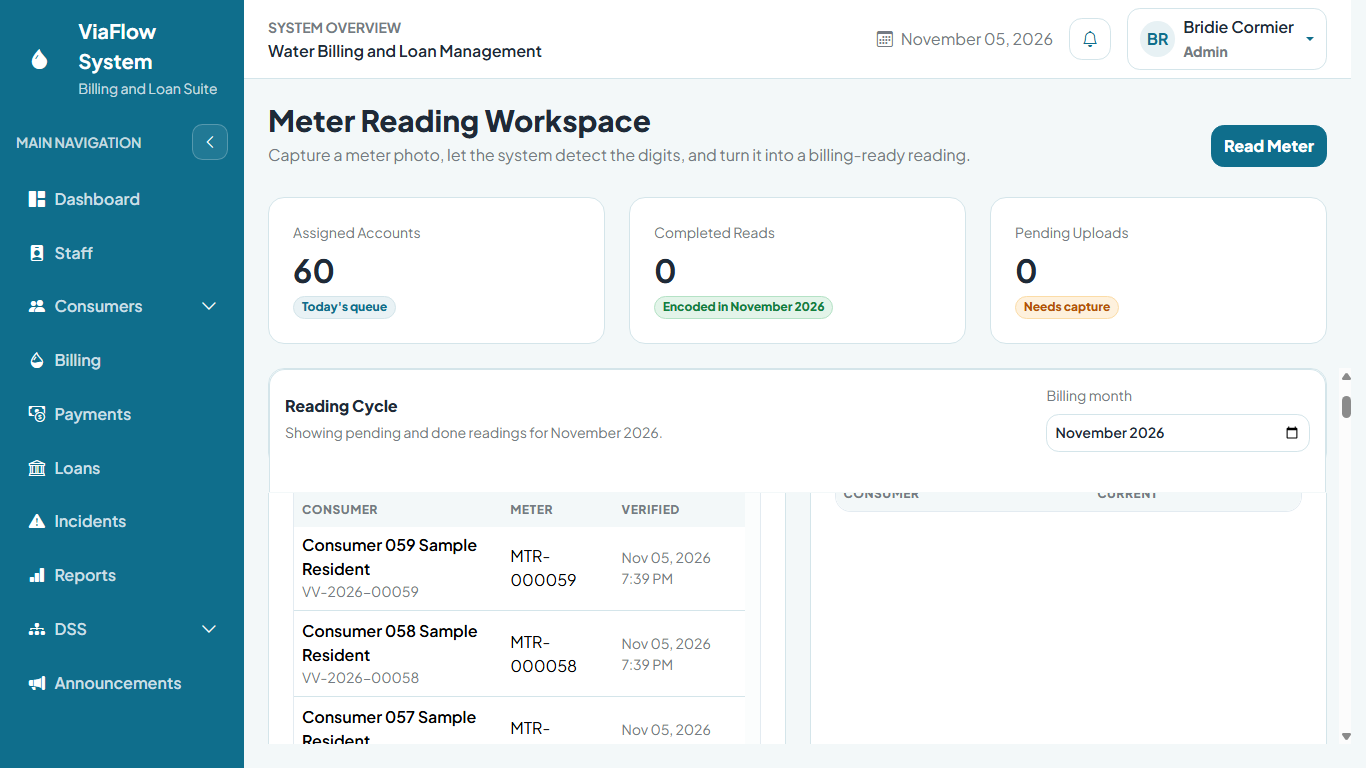 ViaFlow
System
Billing and Loan Suite
MAIN NAVIGATION
Dashboard
Staff
Consumers
Billing
Payments
Loans
Incidents
Reports
DSS
Announcements
SYSTEM OVERVIEW
Water Billing and Loan Management
November 05, 2026
BR
Bridie Cormier
Admin
Meter Reading Workspace
Capture a meter photo, let the system detect the digits, and turn it into a billing-ready reading.
Read Meter
Assigned Accounts
60
Today's queue
Completed Reads
0
Encoded in November 2026
Pending Uploads
0
Needs capture
Reading Cycle
Showing pending and done readings for November 2026.
Billing month
November 2026
CONSUMER METER VERIFIED
Consumer 059 Sample
Resident
VV-2026-00059
MTR-
000059
Nov 05, 2026
7:39 PM
Consumer 058 Sample
Resident
VV-2026-00058
MTR-
000058
Nov 05, 2026
7:39 PM
Consumer 057 Sample
Resident
MTR-
Nov 05, 2026
CONSUMER CURRENT